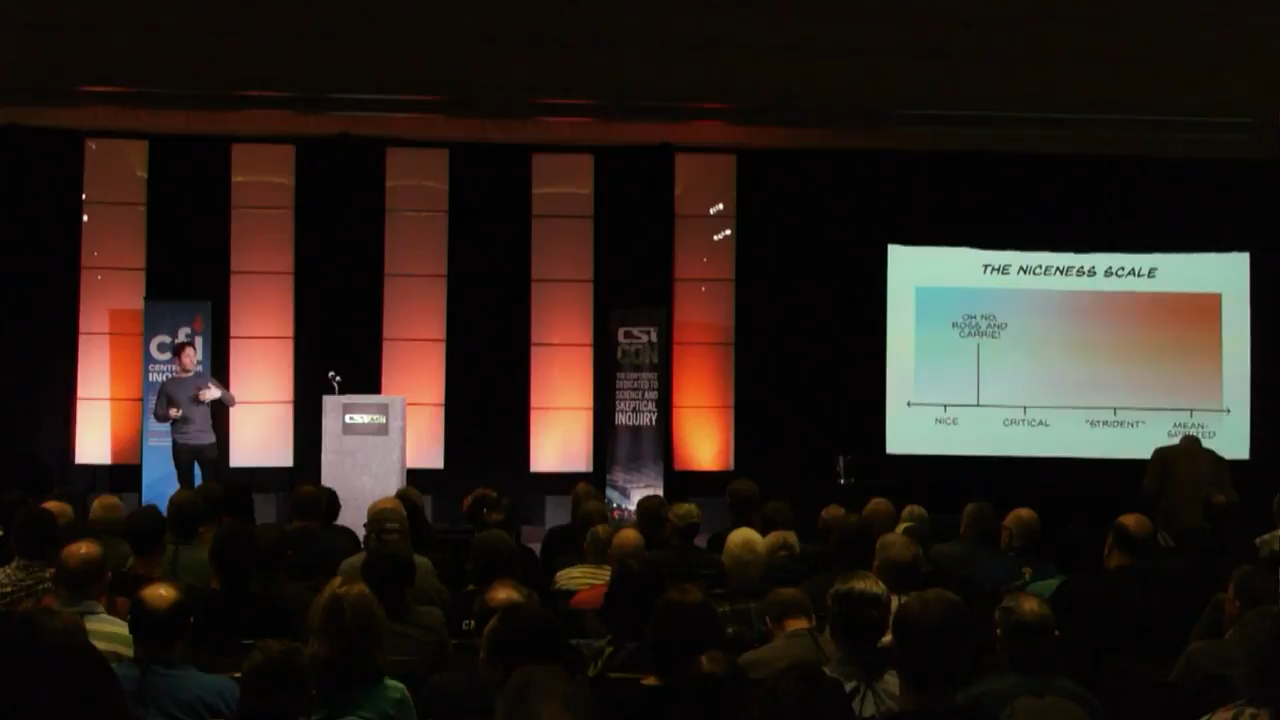 cfi
CENTER FOR
INQ
CSI
CON
THE CONFERENCE
DEDICATED TO
SCIENCE AND
SKEPTICAL
INQUIRY
THE NICENESS SCALE
OH NO,
ROSS AND
CARRIE!
NICE
CRITICAL
"STRIDENT"
MEAN-
SPIRITED